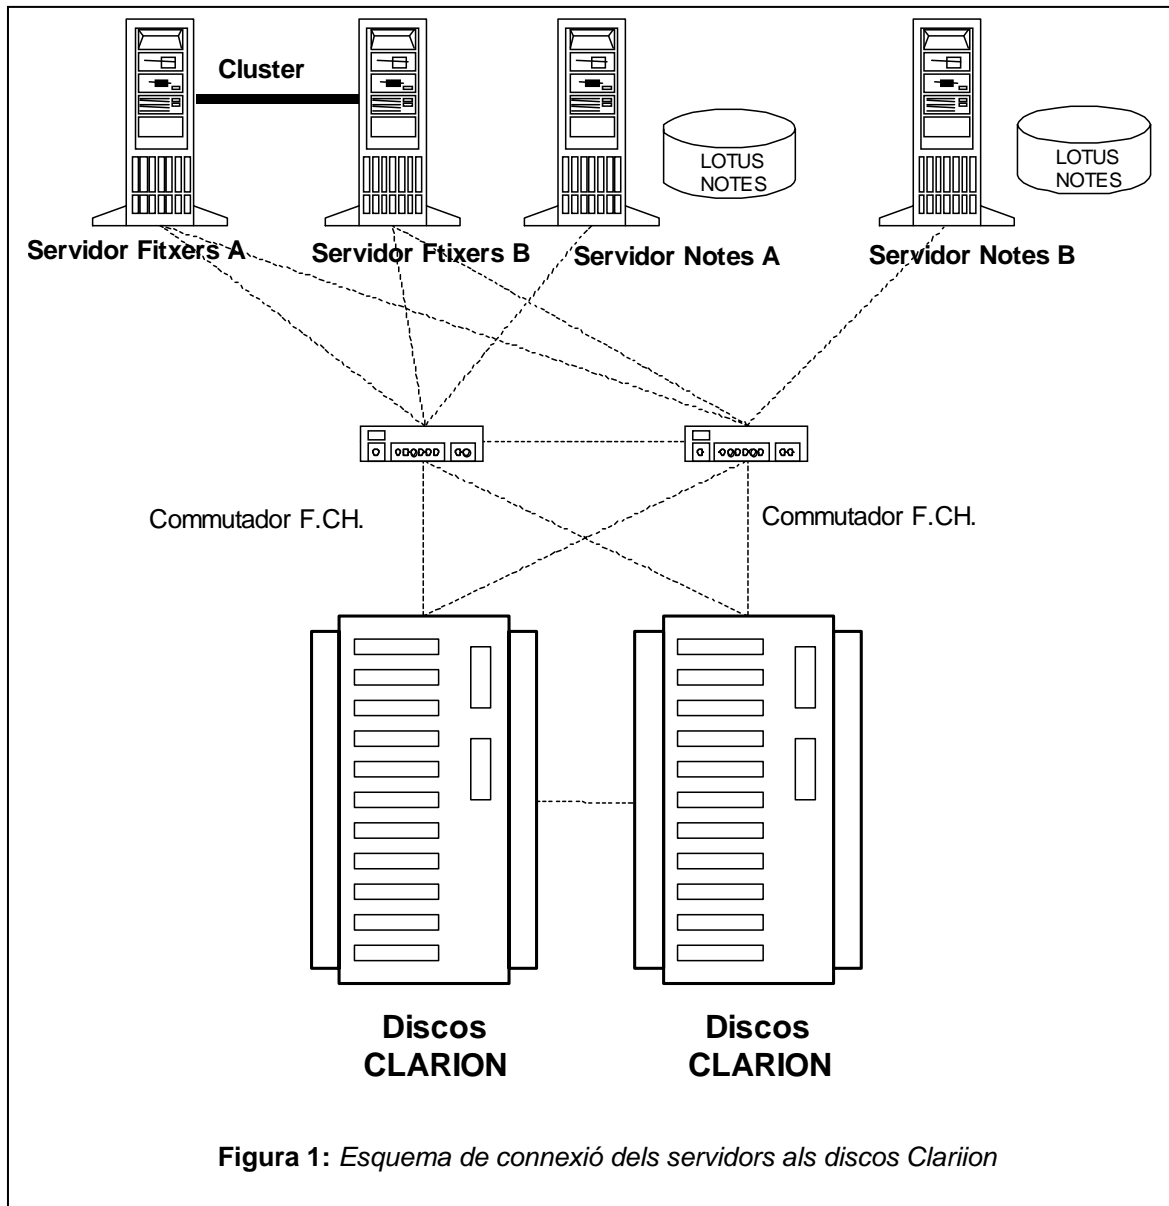 Cluster
LOTUS
NOTES
LOTUS
NOTES
Servidor Fitxers A
Servidor Ftixers B
Servidor Notes A
Servidor Notes B
Commutador F.CH.
Commutador F.CH.
Discos
CLARION
Discos
CLARION
Figura 1: Esquema de connexió dels servidors als discos Clariion